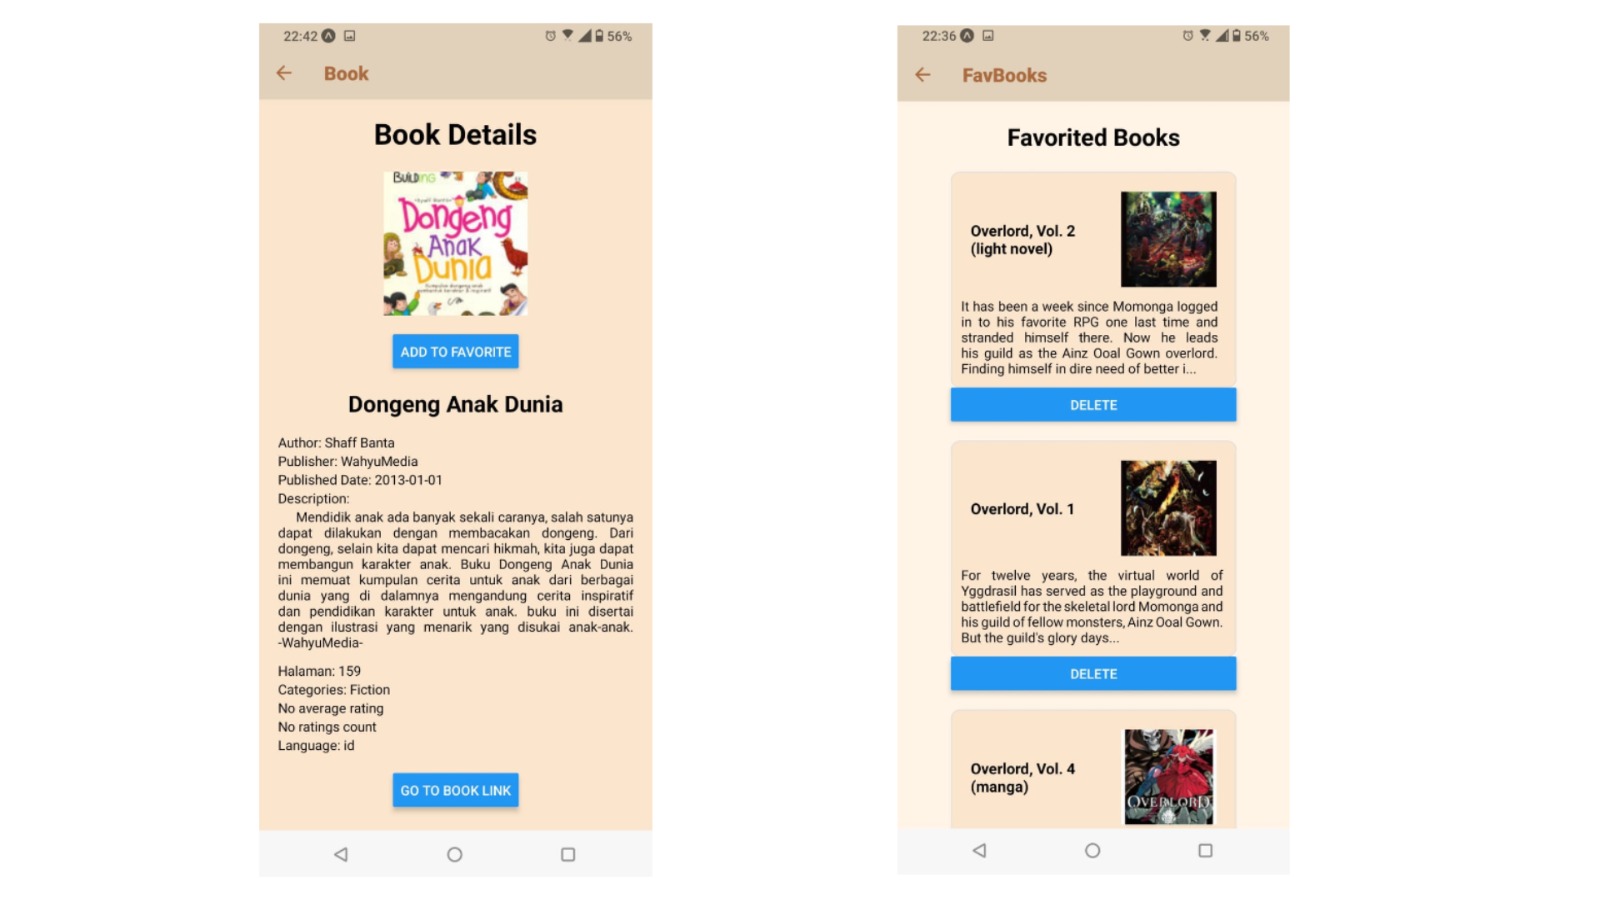 22:42
56%
Book
Book Details
BUiLDiNG
Dongeng
Anak
Dunia
ADD TO FAVORITE
Dongeng Anak Dunia
Author: Shaff Banta
Publisher: WahyuMedia
Published Date: 2013-01-01
Description:
Mendidik anak ada banyak sekali caranya, salah satunya
dapat dilakukan dengan membacakan dongeng. Dari
dongeng, selain kita dapat mencari hikmah, kita juga dapat
membangun karakter anak. Buku Dongeng Anak Dunia
ini memuat kumpulan cerita untuk anak dari berbagai
dunia yang di dalamnya mengandung cerita inspiratif
dan pendidikan karakter untuk anak. buku ini disertai
dengan ilustrasi yang menarik yang disukai anak-anak.
-WahyuMedia-
Halaman: 159
Categories: Fiction
No average rating
No ratings count
Language: id
GO TO BOOK LINK
22:36
56%
FavBooks
Favorited Books
Overlord, Vol. 2
(light novel)
It has been a week since Momonga logged
in to his favorite RPG one last time and
stranded himself there. Now he leads
his guild as the Ainz Ooal Gown overlord.
Finding himself in dire need of better i...
DELETE
Overlord, Vol. 1
For twelve years, the virtual world of
Yggdrasil has served as the playground and
battlefield for the skeletal lord Momonga and
his guild of fellow monsters, Ainz Ooal Gown.
But the guild's glory days...
DELETE
Overlord, Vol. 4
(manga)
OVERLORD